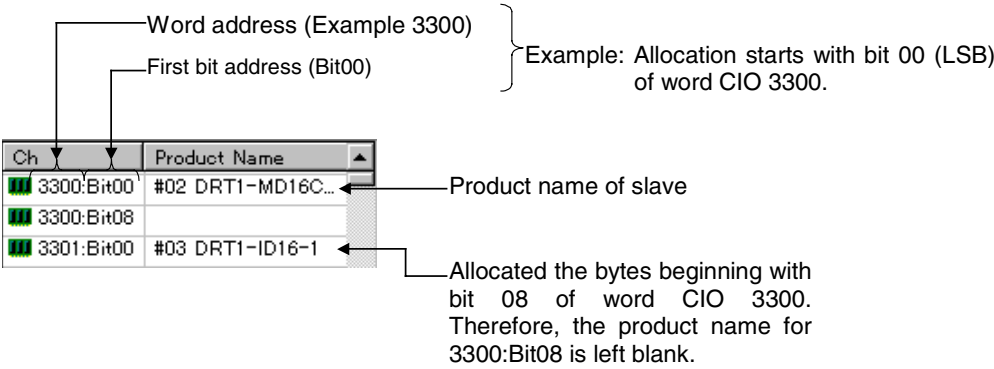 Word address (Example 3300)
First bit address (Bit00)
Example: Allocation starts with bit 00 (LSB)
of word CIO 3300.
Ch Product Name
3300:Bit00 #02 DRT1-MD16C...
3300:Bit08
3301:Bit00 #03 DRT1-ID16-1
Product name of slave
Allocated the bytes beginning with
bit 08 of word CIO 3300.
Therefore, the product name for
3300:Bit08 is left blank.